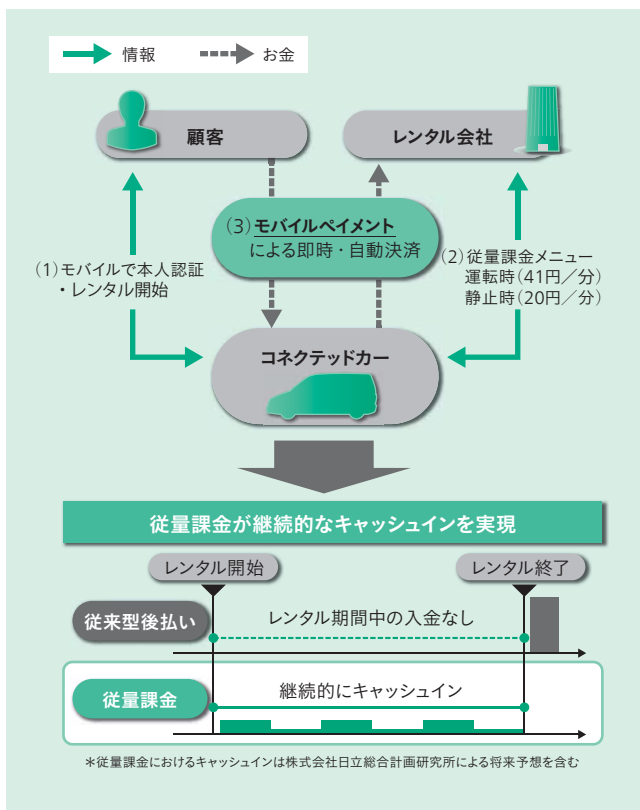 情報
お金
顧客
レンタル会社
(3)モバイルペイメント
による即時・自動決済
(1)モバイルで本人認証
・レンタル開始
(2)従量課金メニュー
運転時(41円／分)
静止時(20円／分)
コネクテッドカー
従量課金が継続的なキャッシュインを実現
レンタル開始
レンタル終了
従来型後払い
レンタル期間中の入金なし
従量課金
継続的にキャッシュイン
＊従量課金におけるキャッシュインは株式会社日立総合計画研究所による将来予想を含む